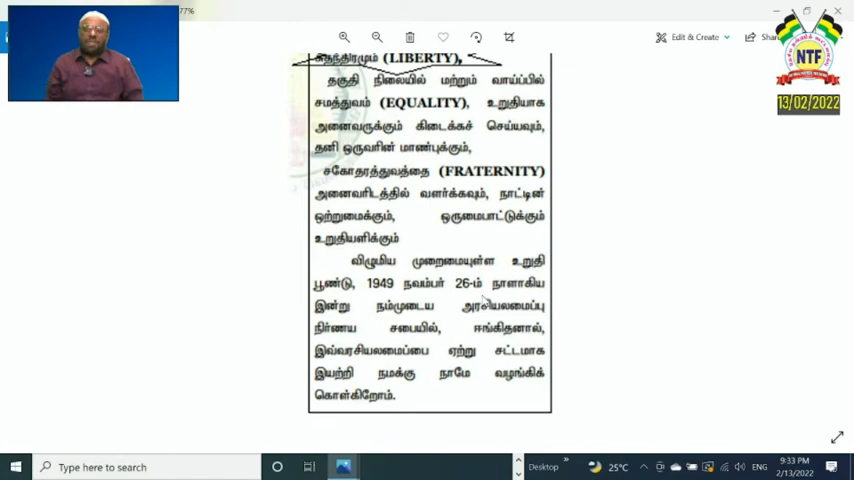 77%
Edit & Create
Shar
NTF
13/02/2022
சுதந்திரமும் (LIBERTY),
தகுதி நிலையில் மற்றும் வாய்ப்பில்
சமத்துவம் (EQUALITY), உறுதியாக
அனைவருக்கும் கிடைக்கச் செய்யவும்,
தனி ஒருவரின் மாண்புக்கும்,
சகோதரத்துவத்தை (FRATERNITY)
அனைவரிடத்தில் வளர்க்கவும், நாட்டின்
ஒற்றுமைக்கும், ஒருமைபாட்டுக்கும்
உறுதியளிக்கும்
விழுமிய முறைமையுள்ள உறுதி
பூண்டு, 1949 நவம்பர் 26-ம் நாளாகிய
இன்று நம்முடைய அரசியலமைப்பு
நிர்ணய சபையில், ஈங்கிதனால்,
இவ்வரசியலமைப்பை ஏற்று சட்டமாக
இயற்றி நமக்கு நாமே வழங்கிக்
கொள்கிறோம்.
Type here to search
Desktop
25°C
ENG
9:33 PM
2/13/2022